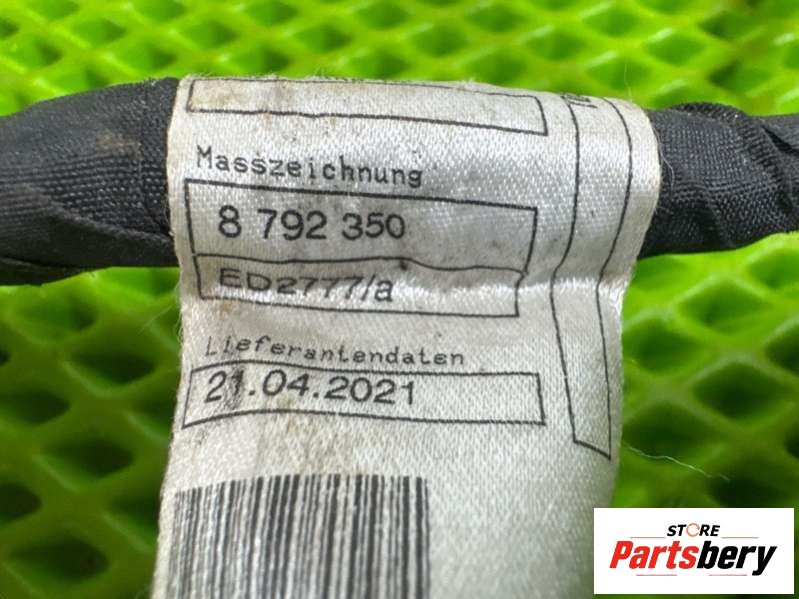 Masszeichnung
8 792 350
ED2777/a
Lieferantendaten
21.04.2021
STORE
Partsbery